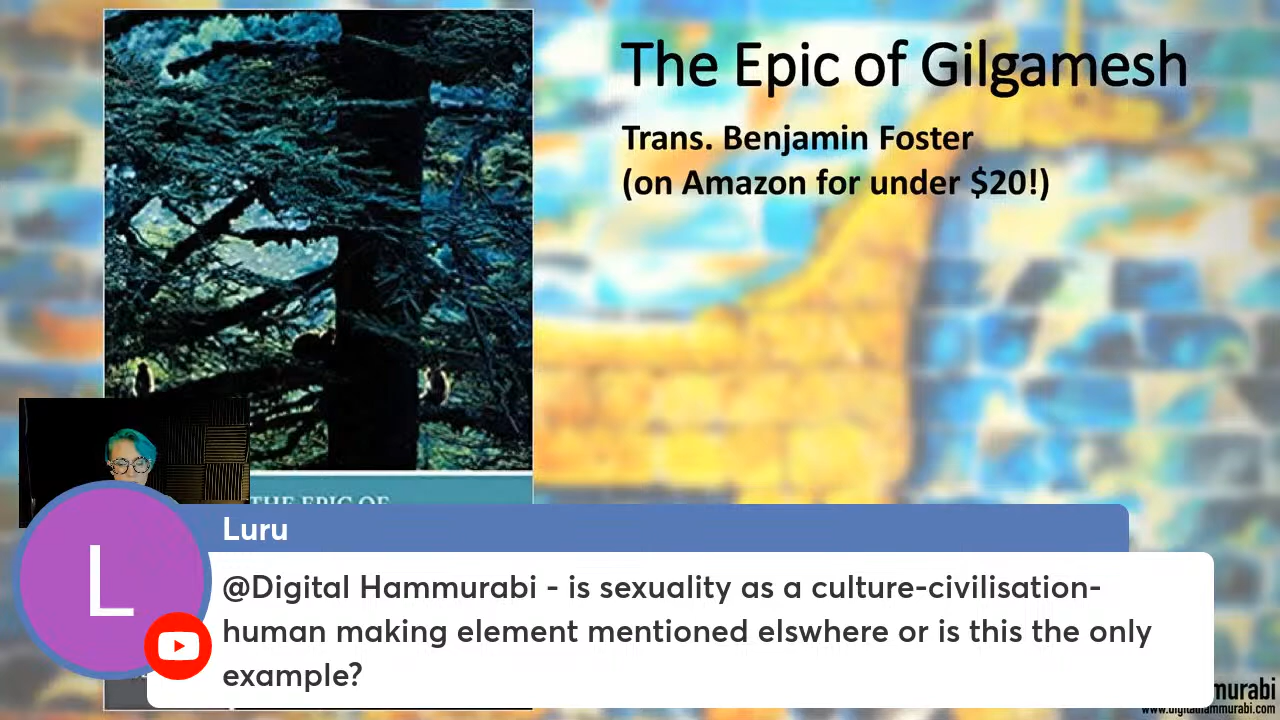 The Epic of Gilgamesh
Trans. Benjamin Foster
(on Amazon for under $20!)
THE EPIC OF
L
Luru
@Digital Hammurabi - is sexuality as a culture-civilisation-
human making element mentioned elswhere or is this the only
example?
murabi
www.digitalhammurabi.com